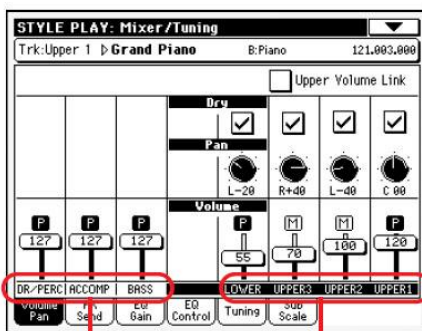 STYLE PLAY: Mixer/Tuning
Trk:Upper 1 Grand Piano B:Piano 121.003.000
Upper Volume Link
Dry
Pan
L-20 R+40 L-40 C 00
Volume
P P P P M M P
127 127 127 55 70 100 120
DR/PERC ACCOMP BASS LOWER UPPER3 UPPER2 UPPER1
Volume Pan
FX Send
EQ Gain
EQ Control
Tuning
Sub Scale